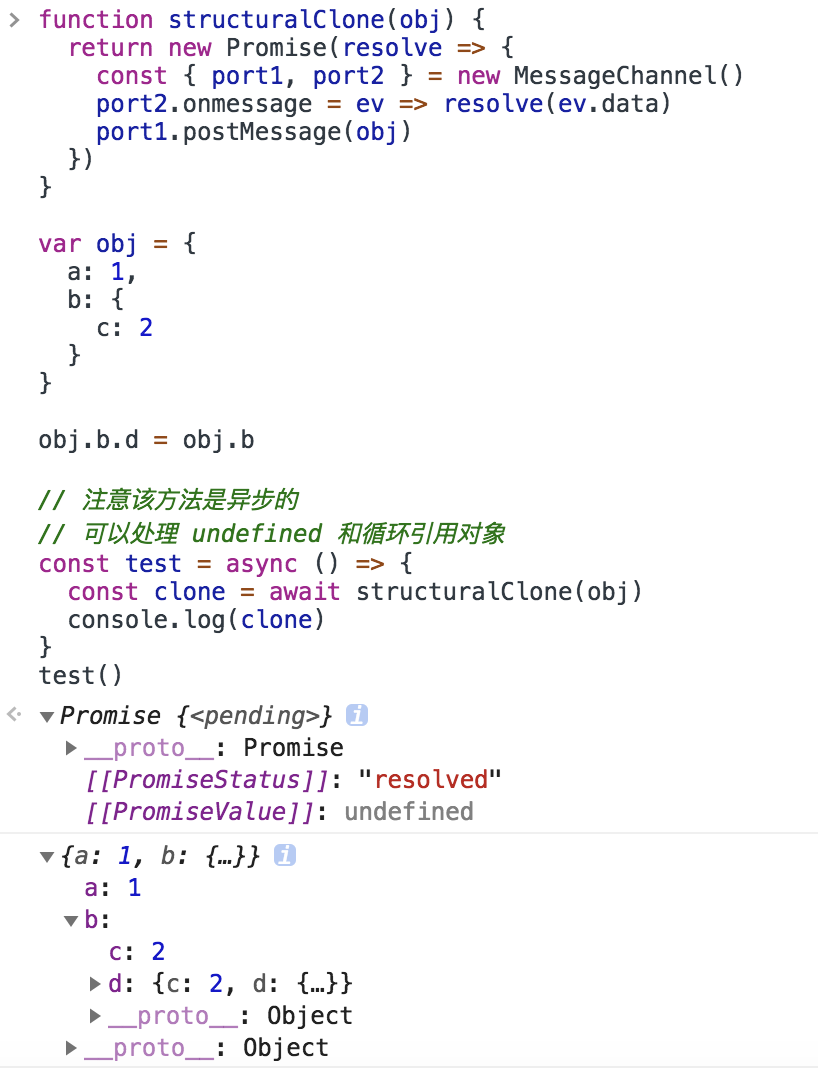 > function structuralClone(obj) {
  return new Promise(resolve => {
    const { port1, port2 } = new MessageChannel()
    port2.onmessage = ev => resolve(ev.data)
    port1.postMessage(obj)
  })
}

var obj = {
  a: 1,
  b: {
    c: 2
  }
}

obj.b.d = obj.b

// 注意该方法是异步的
// 可以处理 undefined 和循环引用对象
const test = async () => {
  const clone = await structuralClone(obj)
  console.log(clone)
}
test()
Promise {<pending>} i
__proto__: Promise
[[PromiseStatus]]: "resolved"
[[PromiseValue]]: undefined
{a: 1, b: {…}} i
a: 1
b:
c: 2
d: {c: 2, d: {…}}
__proto__: Object
__proto__: Object